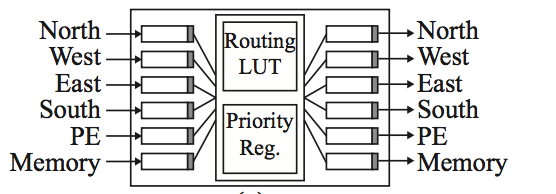 North
West
East
South
PE
Memory
Routing
LUT
Priority
Reg.
North
West
East
South
PE
Memory